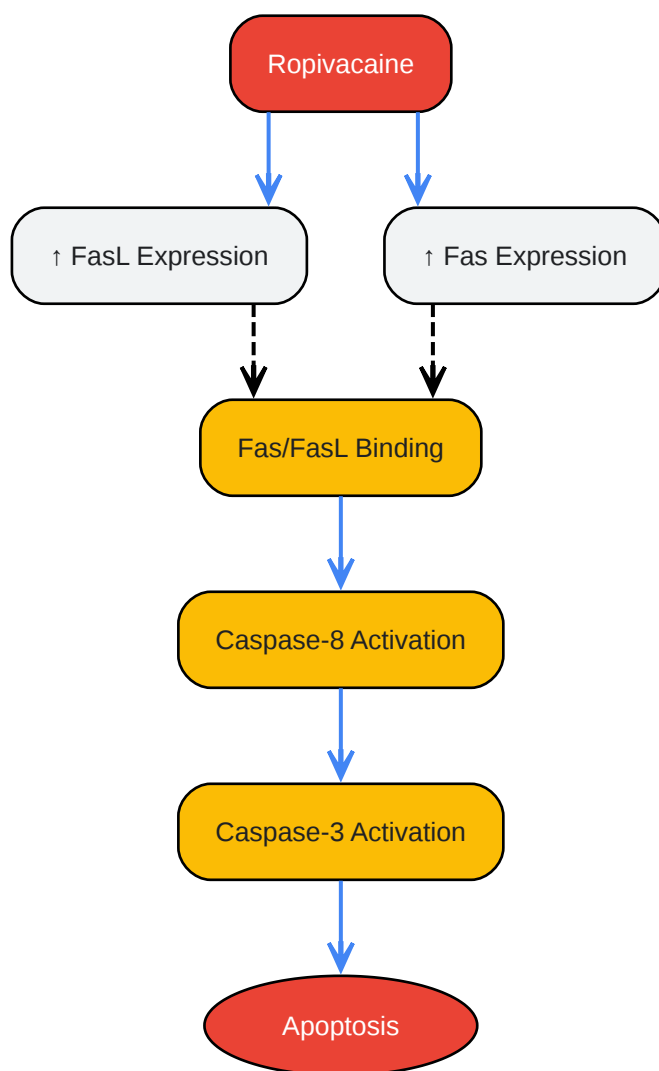 Ropivacaine
↑ FasL Expression
↑ Fas Expression
Fas/FasL Binding
Caspase-8 Activation
Caspase-3 Activation
Apoptosis